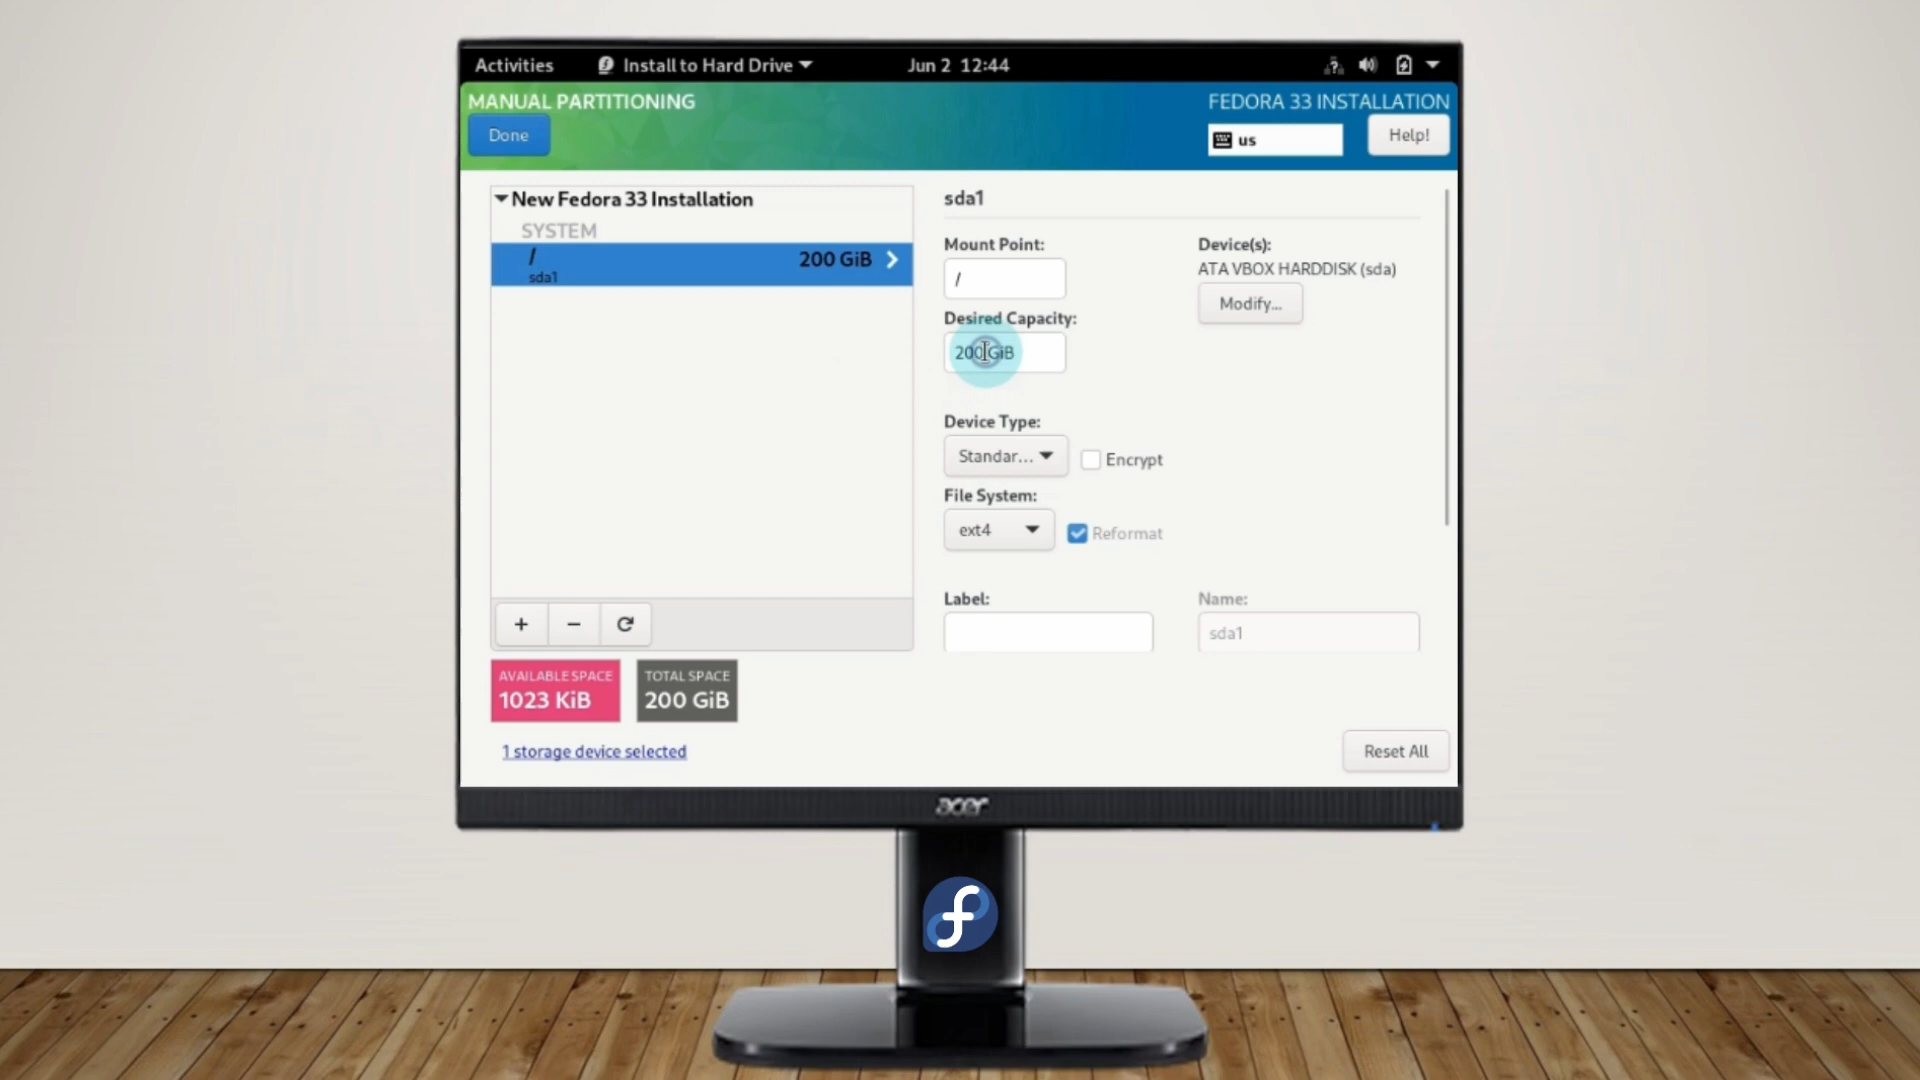 Activities Install to Hard Drive Jun 2 12:44
MANUAL PARTITIONING
FEDORA 33 INSTALLATION
Done
us
Help!
New Fedora 33 Installation
SYSTEM
/ 200 GiB
sda1
sda1
Mount Point:
/
Device(s):
ATA VBOX HARDDISK (sda)
Modify...
Desired Capacity:
200 GiB
Device Type:
Standar...
Encrypt
File System:
ext4
Reformat
Label:
Name:
sda1
+ −
AVAILABLE SPACE
1023 KiB
TOTAL SPACE
200 GiB
1 storage device selected
Reset All
acer